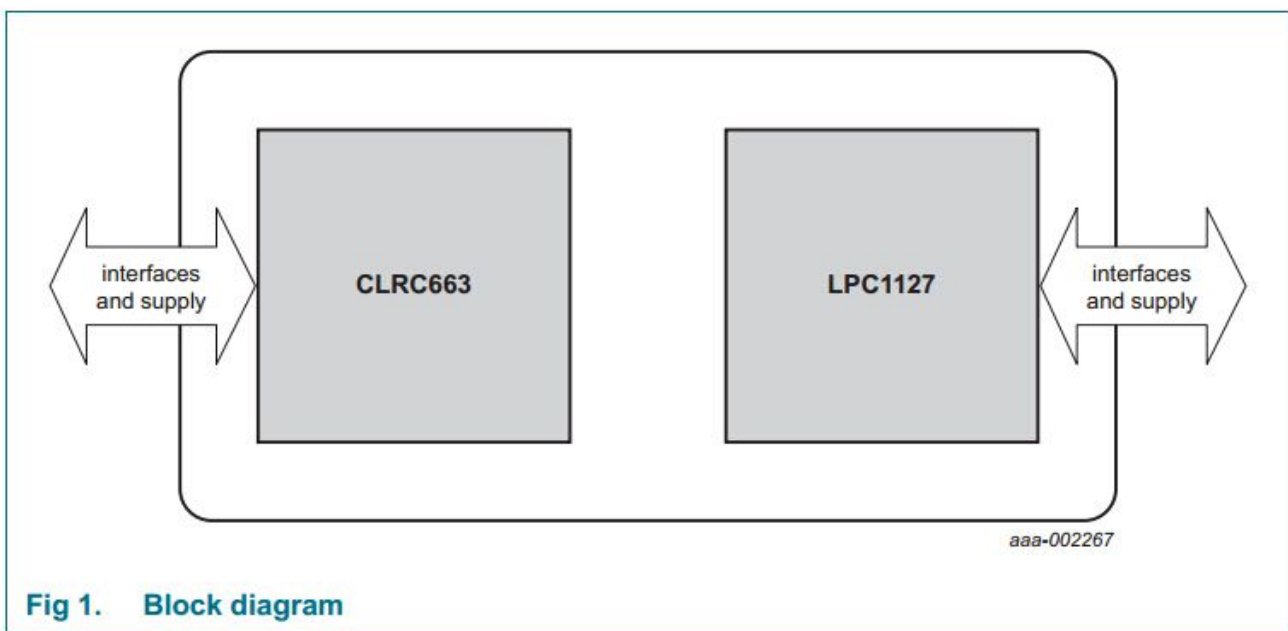 interfaces
and supply
CLRC663
LPC1127
interfaces
and supply
aaa-002267
Fig 1. Block diagram